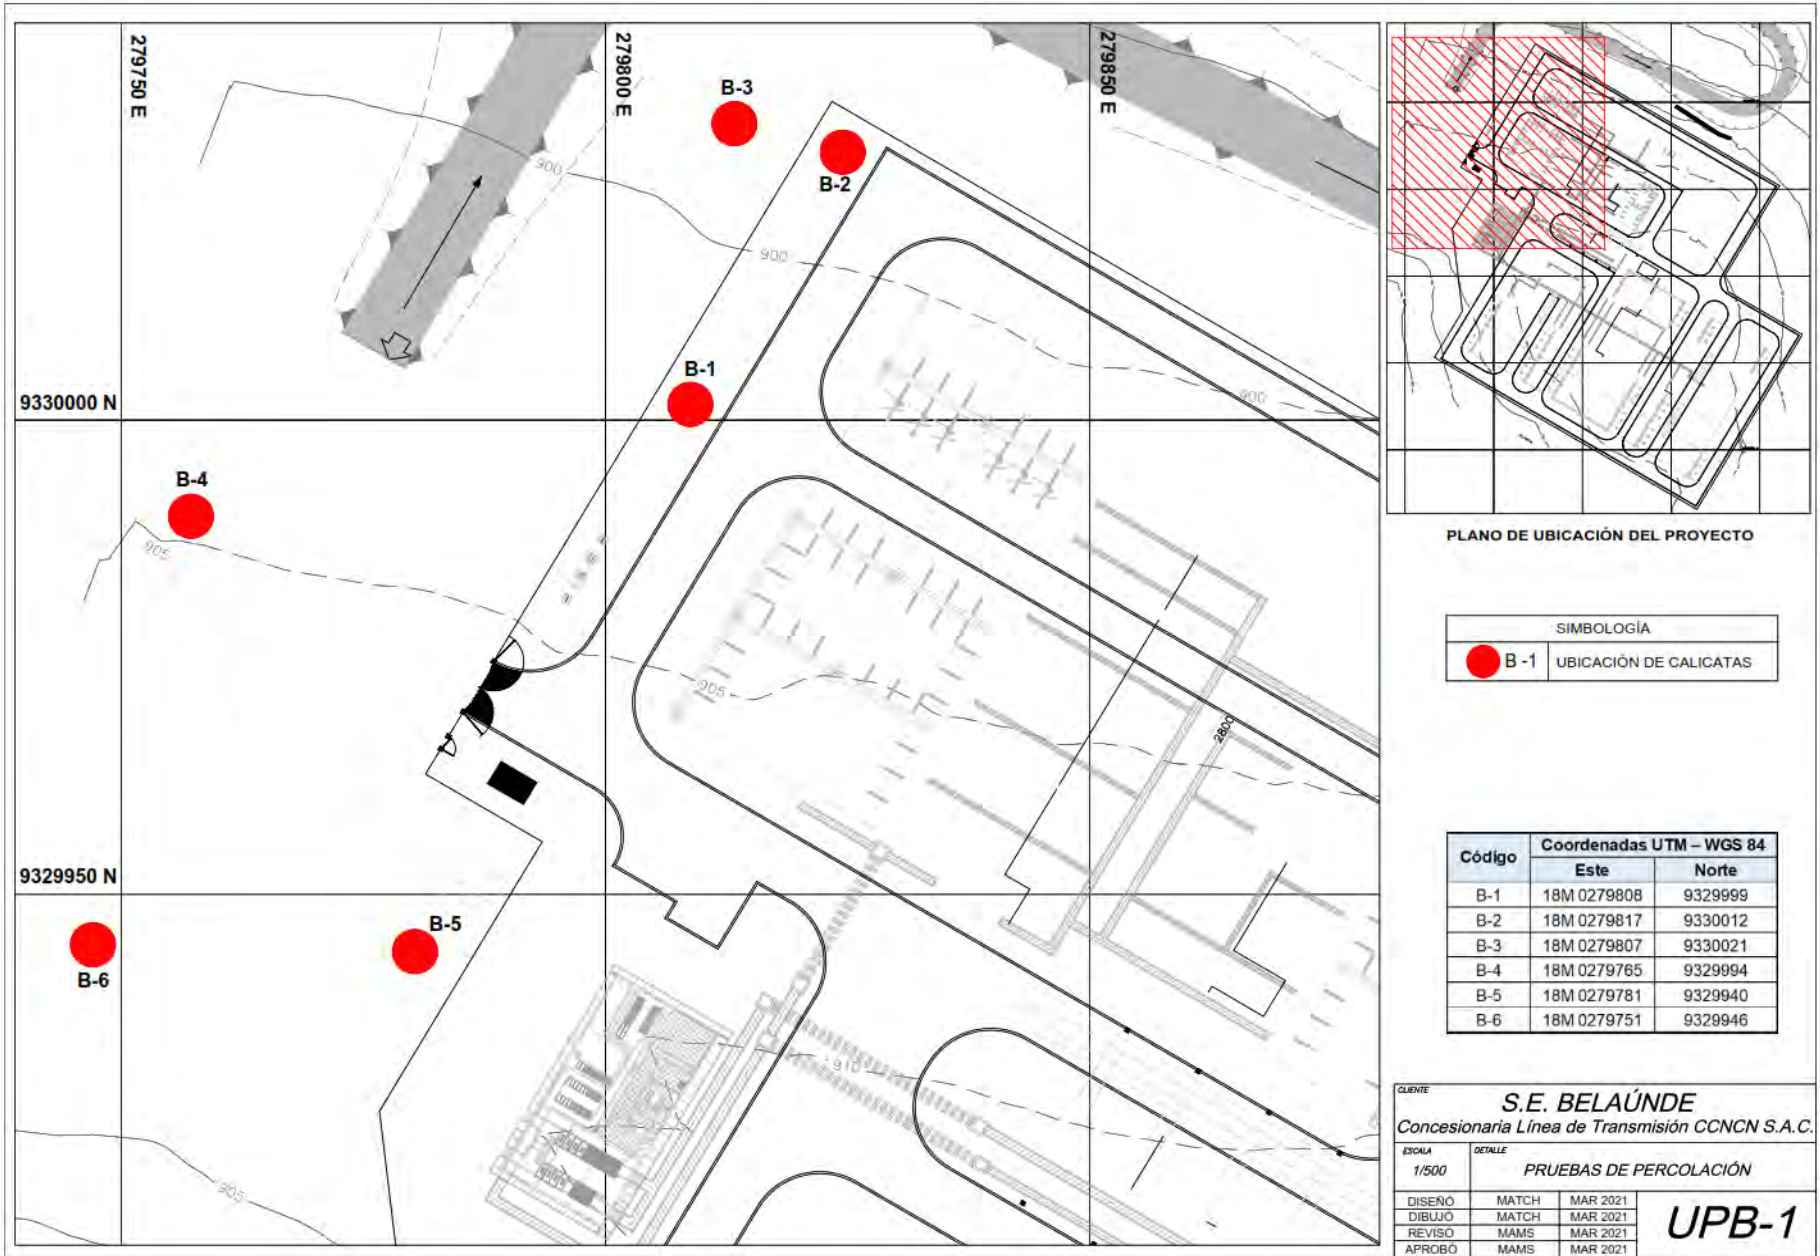 279750 E
279800 E
279850 E
B-3
B-2
900
900
B-1
900
9330000 N
B-4
905
905
2800
9329950 N
B-5
B-6
910
905
PLANO DE UBICACIÓN DEL PROYECTO
SIMBOLOGÍA
B -1 UBICACIÓN DE CALICATAS
Código Coordenadas UTM – WGS 84
Este Norte
B-1 18M 0279808 9329999
B-2 18M 0279817 9330012
B-3 18M 0279807 9330021
B-4 18M 0279765 9329994
B-5 18M 0279781 9329940
B-6 18M 0279751 9329946
CLIENTE
S.E. BELAÚNDE
Concesionaria Línea de Transmisión CCNCN S.A.C.
ESCALA DETALLE
1/500 PRUEBAS DE PERCOLACIÓN
DISEÑO MATCH MAR 2021
DIBUJO MATCH MAR 2021
REVISO MAMS MAR 2021
APROBO MAMS MAR 2021
UPB-1